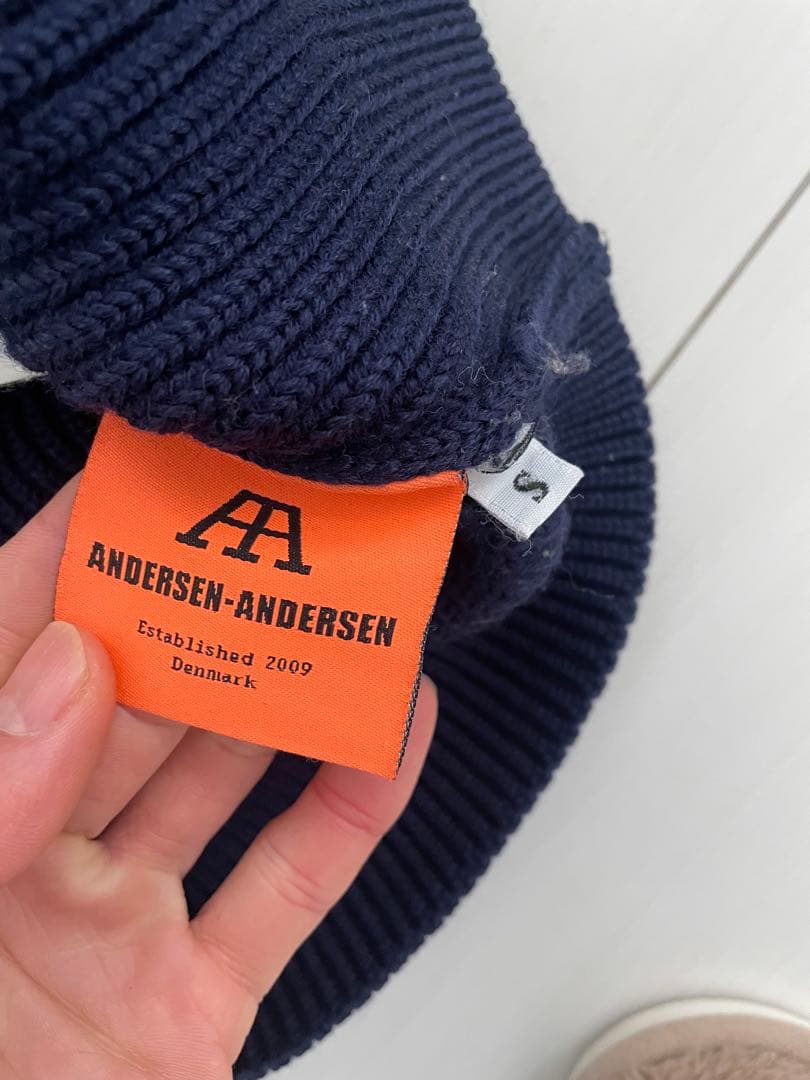 AA
ANDERSEN-ANDERSEN
Established 2009
Denmark
S